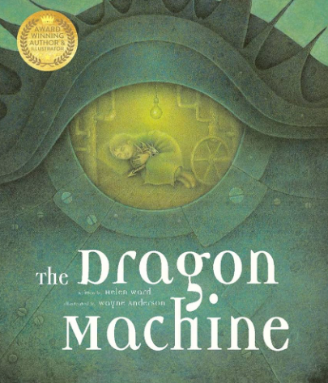 AWARD
WINNING
AUTHOR'S
ILLUSTRATOR
the Dragon
written by Helen Ward
illustrated by Wayne Anderson
Machine